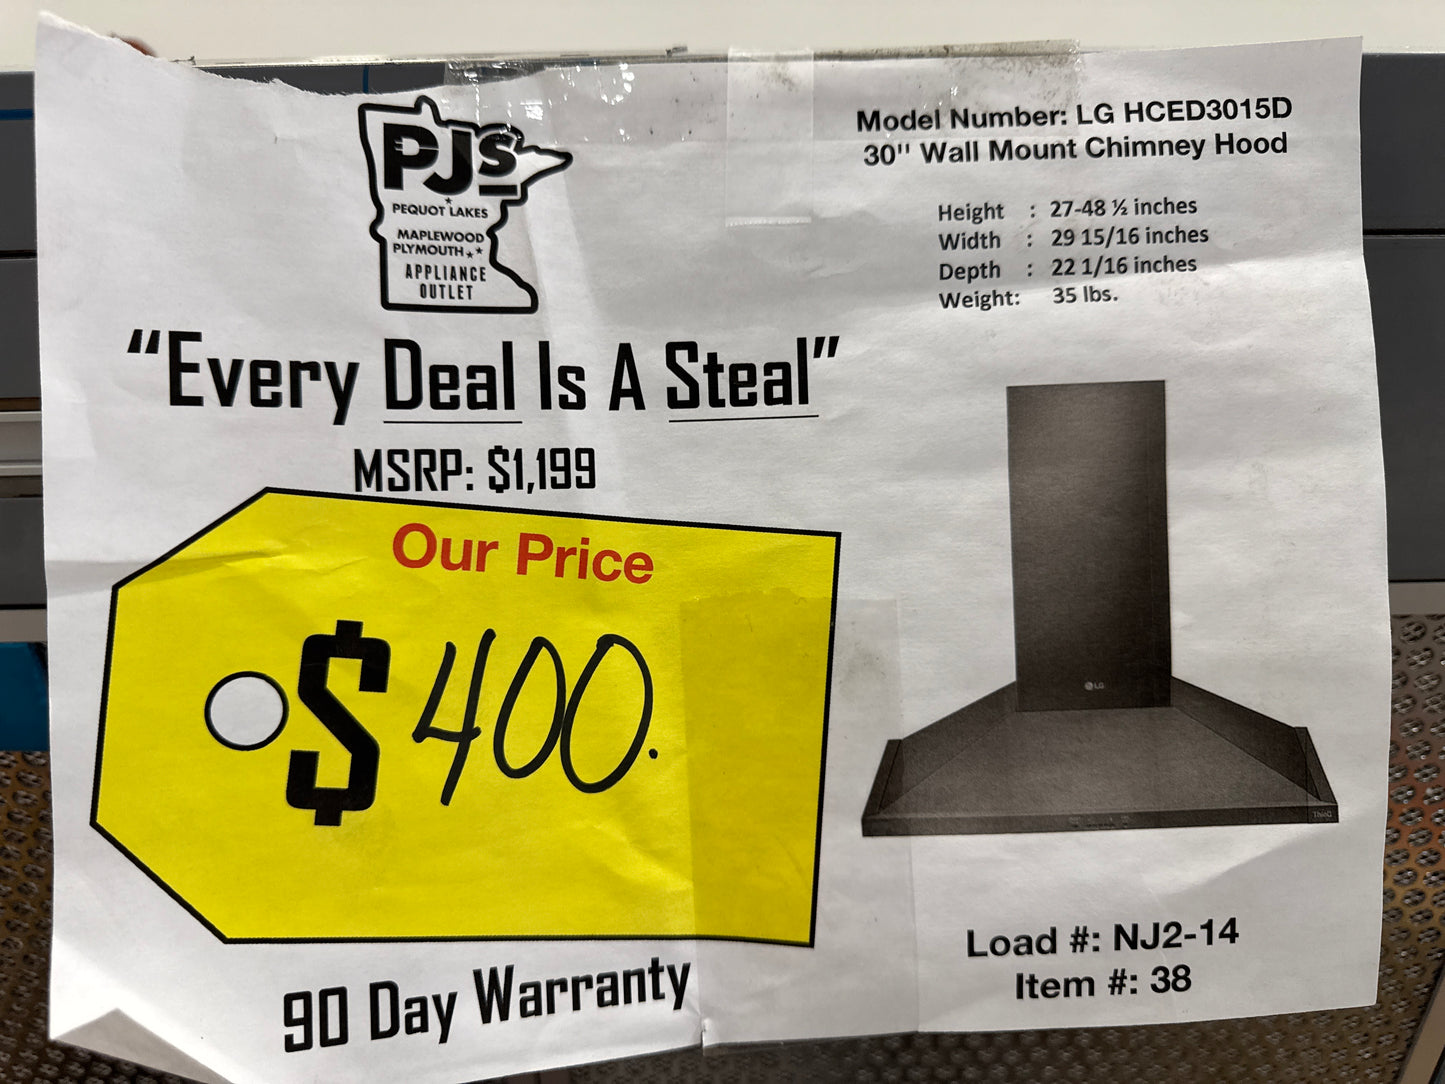 PJs
PEQUOT LAKES
MAPLEWOOD
PLYMOUTH
APPLIANCE
OUTLET
Model Number: LG HCED3015D
30" Wall Mount Chimney Hood
Height : 27-48 ½ inches
Width : 29 15/16 inches
Depth : 22 1/16 inches
Weight: 35 lbs.
“Every Deal Is A Steal”
MSRP: $1,199
Our Price
$400.
LG
ThinQ
90 Day Warranty
Load #: NJ2-14
Item #: 38